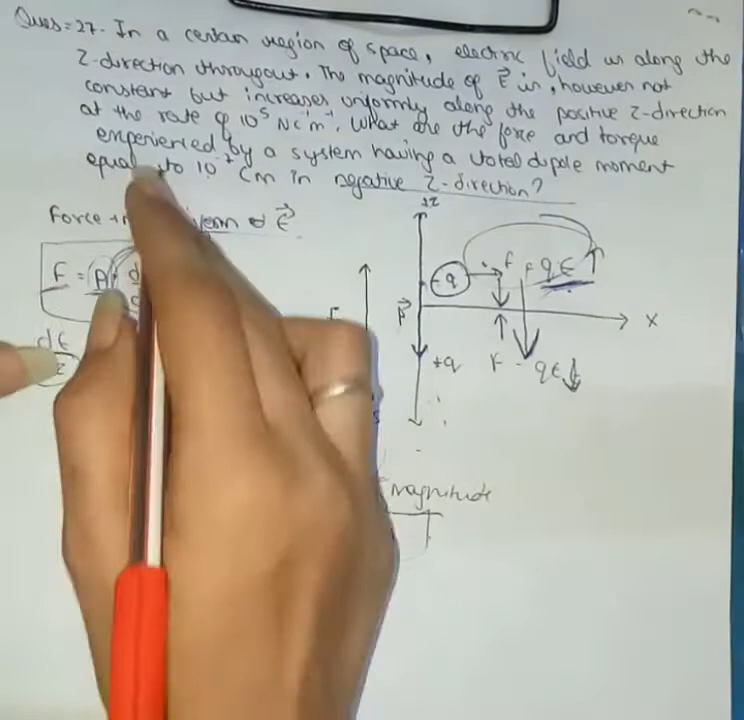 Ques=27- In a certain region of space, electric field is along the
Z-direction throughout. The magnitude of E⃗ is, however not
constant but increases uniformly along the positive Z-direction
at the rate of 10⁵ NC⁻¹m⁻¹. What are the force and torque
experienced by a system having a total dipole moment
equal to 10⁻⁷ Cm in negative Z-direction?
Force E⃗
F = P
dE
-q F = qE
P⃗ X
+q F - qE
Magnitude